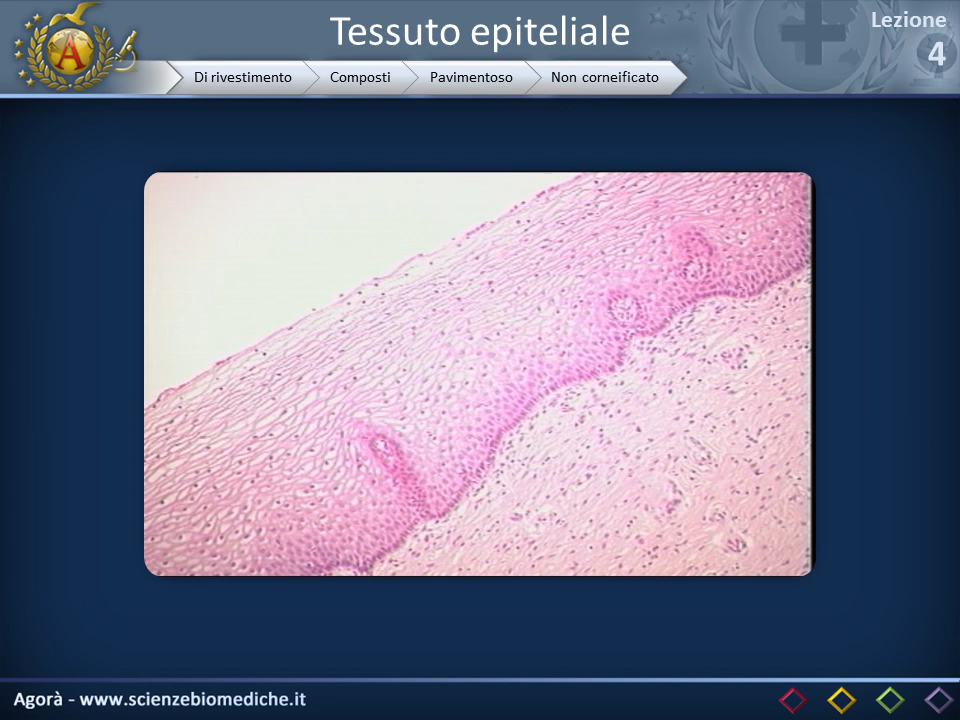 Tessuto epiteliale
Lezione
4
A
Di rivestimento
Composti
Pavimentoso
Non corneificato
Agorà - www.scienzebiomediche.it